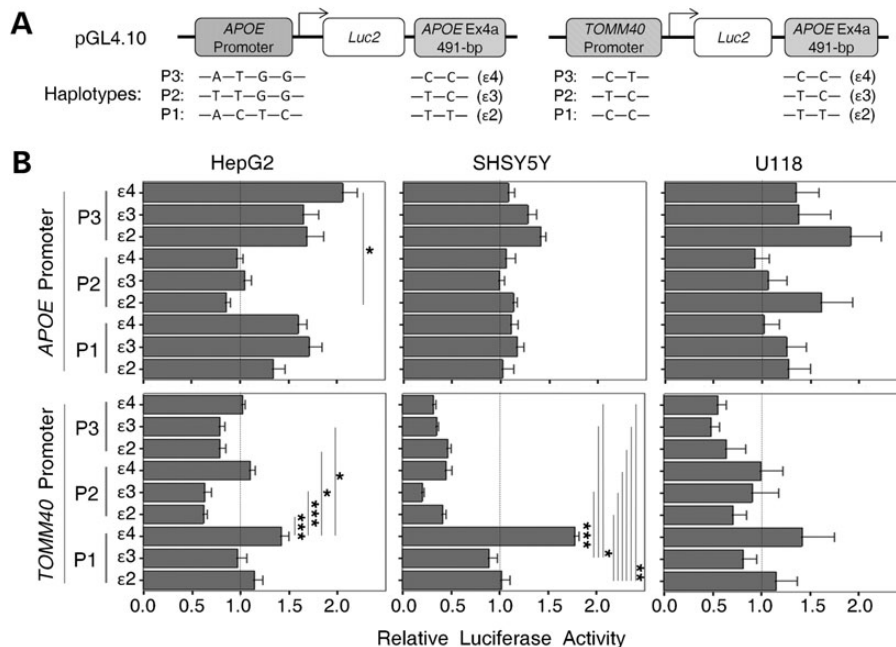 A
pGL4.10
APOE Promoter
Luc2
APOE Ex4a 491-bp
TOMM40 Promoter
Luc2
APOE Ex4a 491-bp
Haplotypes:
P3: —A—T—G—G— —C—C— (ε4) P3: —C—T— —C—C— (ε4)
P2: —T—T—G—G— —T—C— (ε3) P2: —T—C— —T—C— (ε3)
P1: —A—C—T—C— —T—T— (ε2) P1: —C—C— —T—T— (ε2)
B
HepG2 SHSY5Y U118
APOE Promoter
P3
ε4
ε3
ε2
P2
ε4
ε3
ε2
P1
ε4
ε3
ε2
*
TOMM40 Promoter
P3
ε4
ε3
ε2
P2
ε4
ε3
ε2
P1
ε4
ε3
ε2
*** *** * *
*** * **
0.0 0.5 1.0 1.5 2.0 0.0 0.5 1.0 1.5 2.0 0.0 0.5 1.0 1.5 2.0
Relative Luciferase Activity